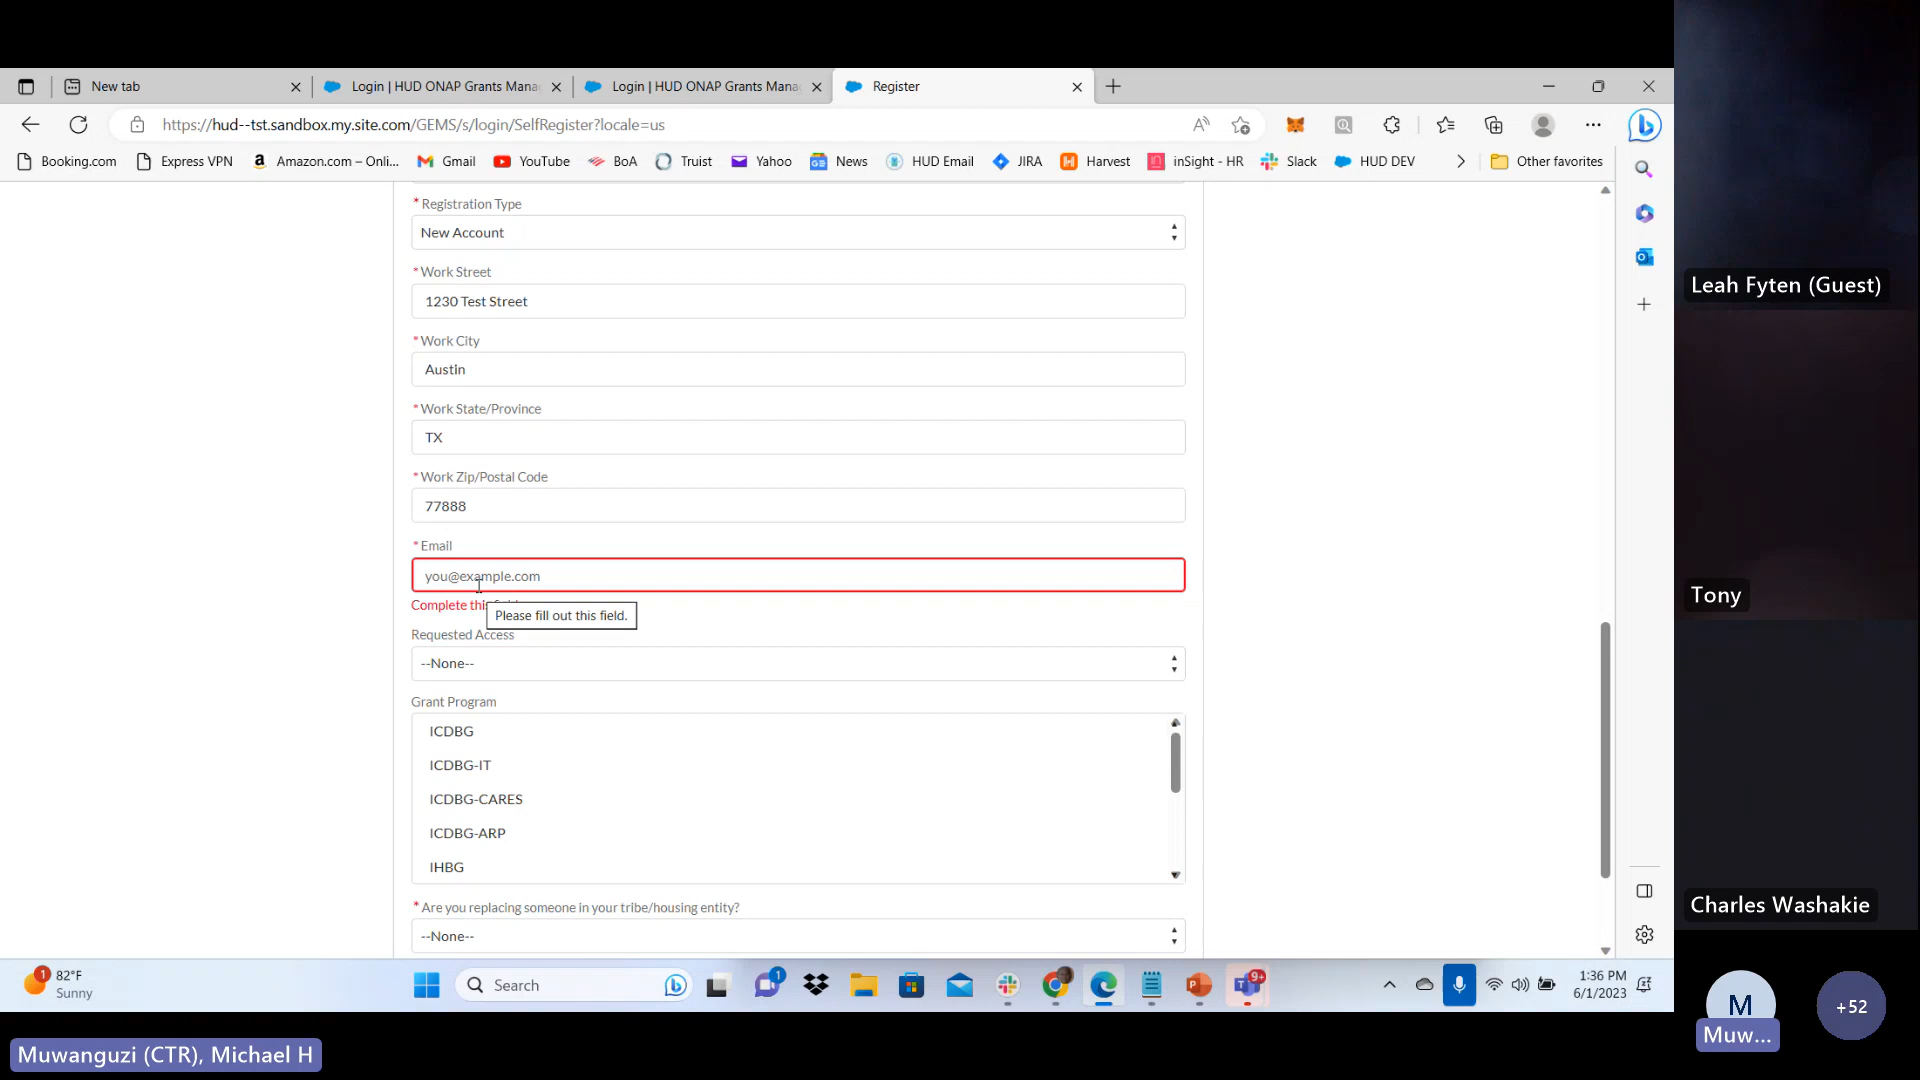 New tab
Login | HUD ONAP Grants Mana
Login | HUD ONAP Grants Mana
Register
https://hud--tst.sandbox.my.site.com/GEMS/s/login/SelfRegister?locale=us
Booking.com
Express VPN
Amazon.com – Onli...
Gmail
YouTube
BoA
Truist
Yahoo
News
HUD Email
JIRA
Harvest
inSight - HR
Slack
HUD DEV
Other favorites
* Registration Type
New Account
* Work Street
1230 Test Street
* Work City
Austin
* Work State/Province
TX
* Work Zip/Postal Code
77888
* Email
you@example.com
Complete this
Please fill out this field.
Requested Access
--None--
Grant Program
ICDBG
ICDBG-IT
ICDBG-CARES
ICDBG-ARP
IHBG
* Are you replacing someone in your tribe/housing entity?
--None--
Leah Fyten (Guest)
Tony
Charles Washakie
M
Muw...
+52
1
82°F
Sunny
Search
1
9+
1:36 PM
6/1/2023
Muwanguzi (CTR), Michael H